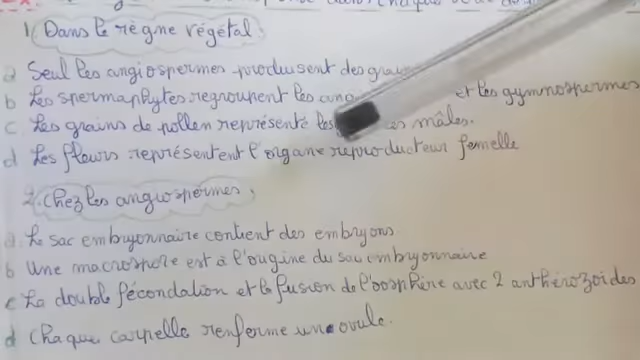 1 Dans le règne végétal:
a Seul les angiospermes produisent des
b Les spermaphytes regroupent les et les gymnospermes
c Les grains de pollen représente les mâles.
d Les fleurs représentent l'organe reproducteur femelle
2 Chez les angiospermes,
a. Le sac embryonnaire contient des embryons
b Une macrospore est à l'origine du sac embryonnaire
c La double fécondation et la fusion de l'oosphère avec 2 anthérozoïdes
d Chaque carpelle renferme un ovule.